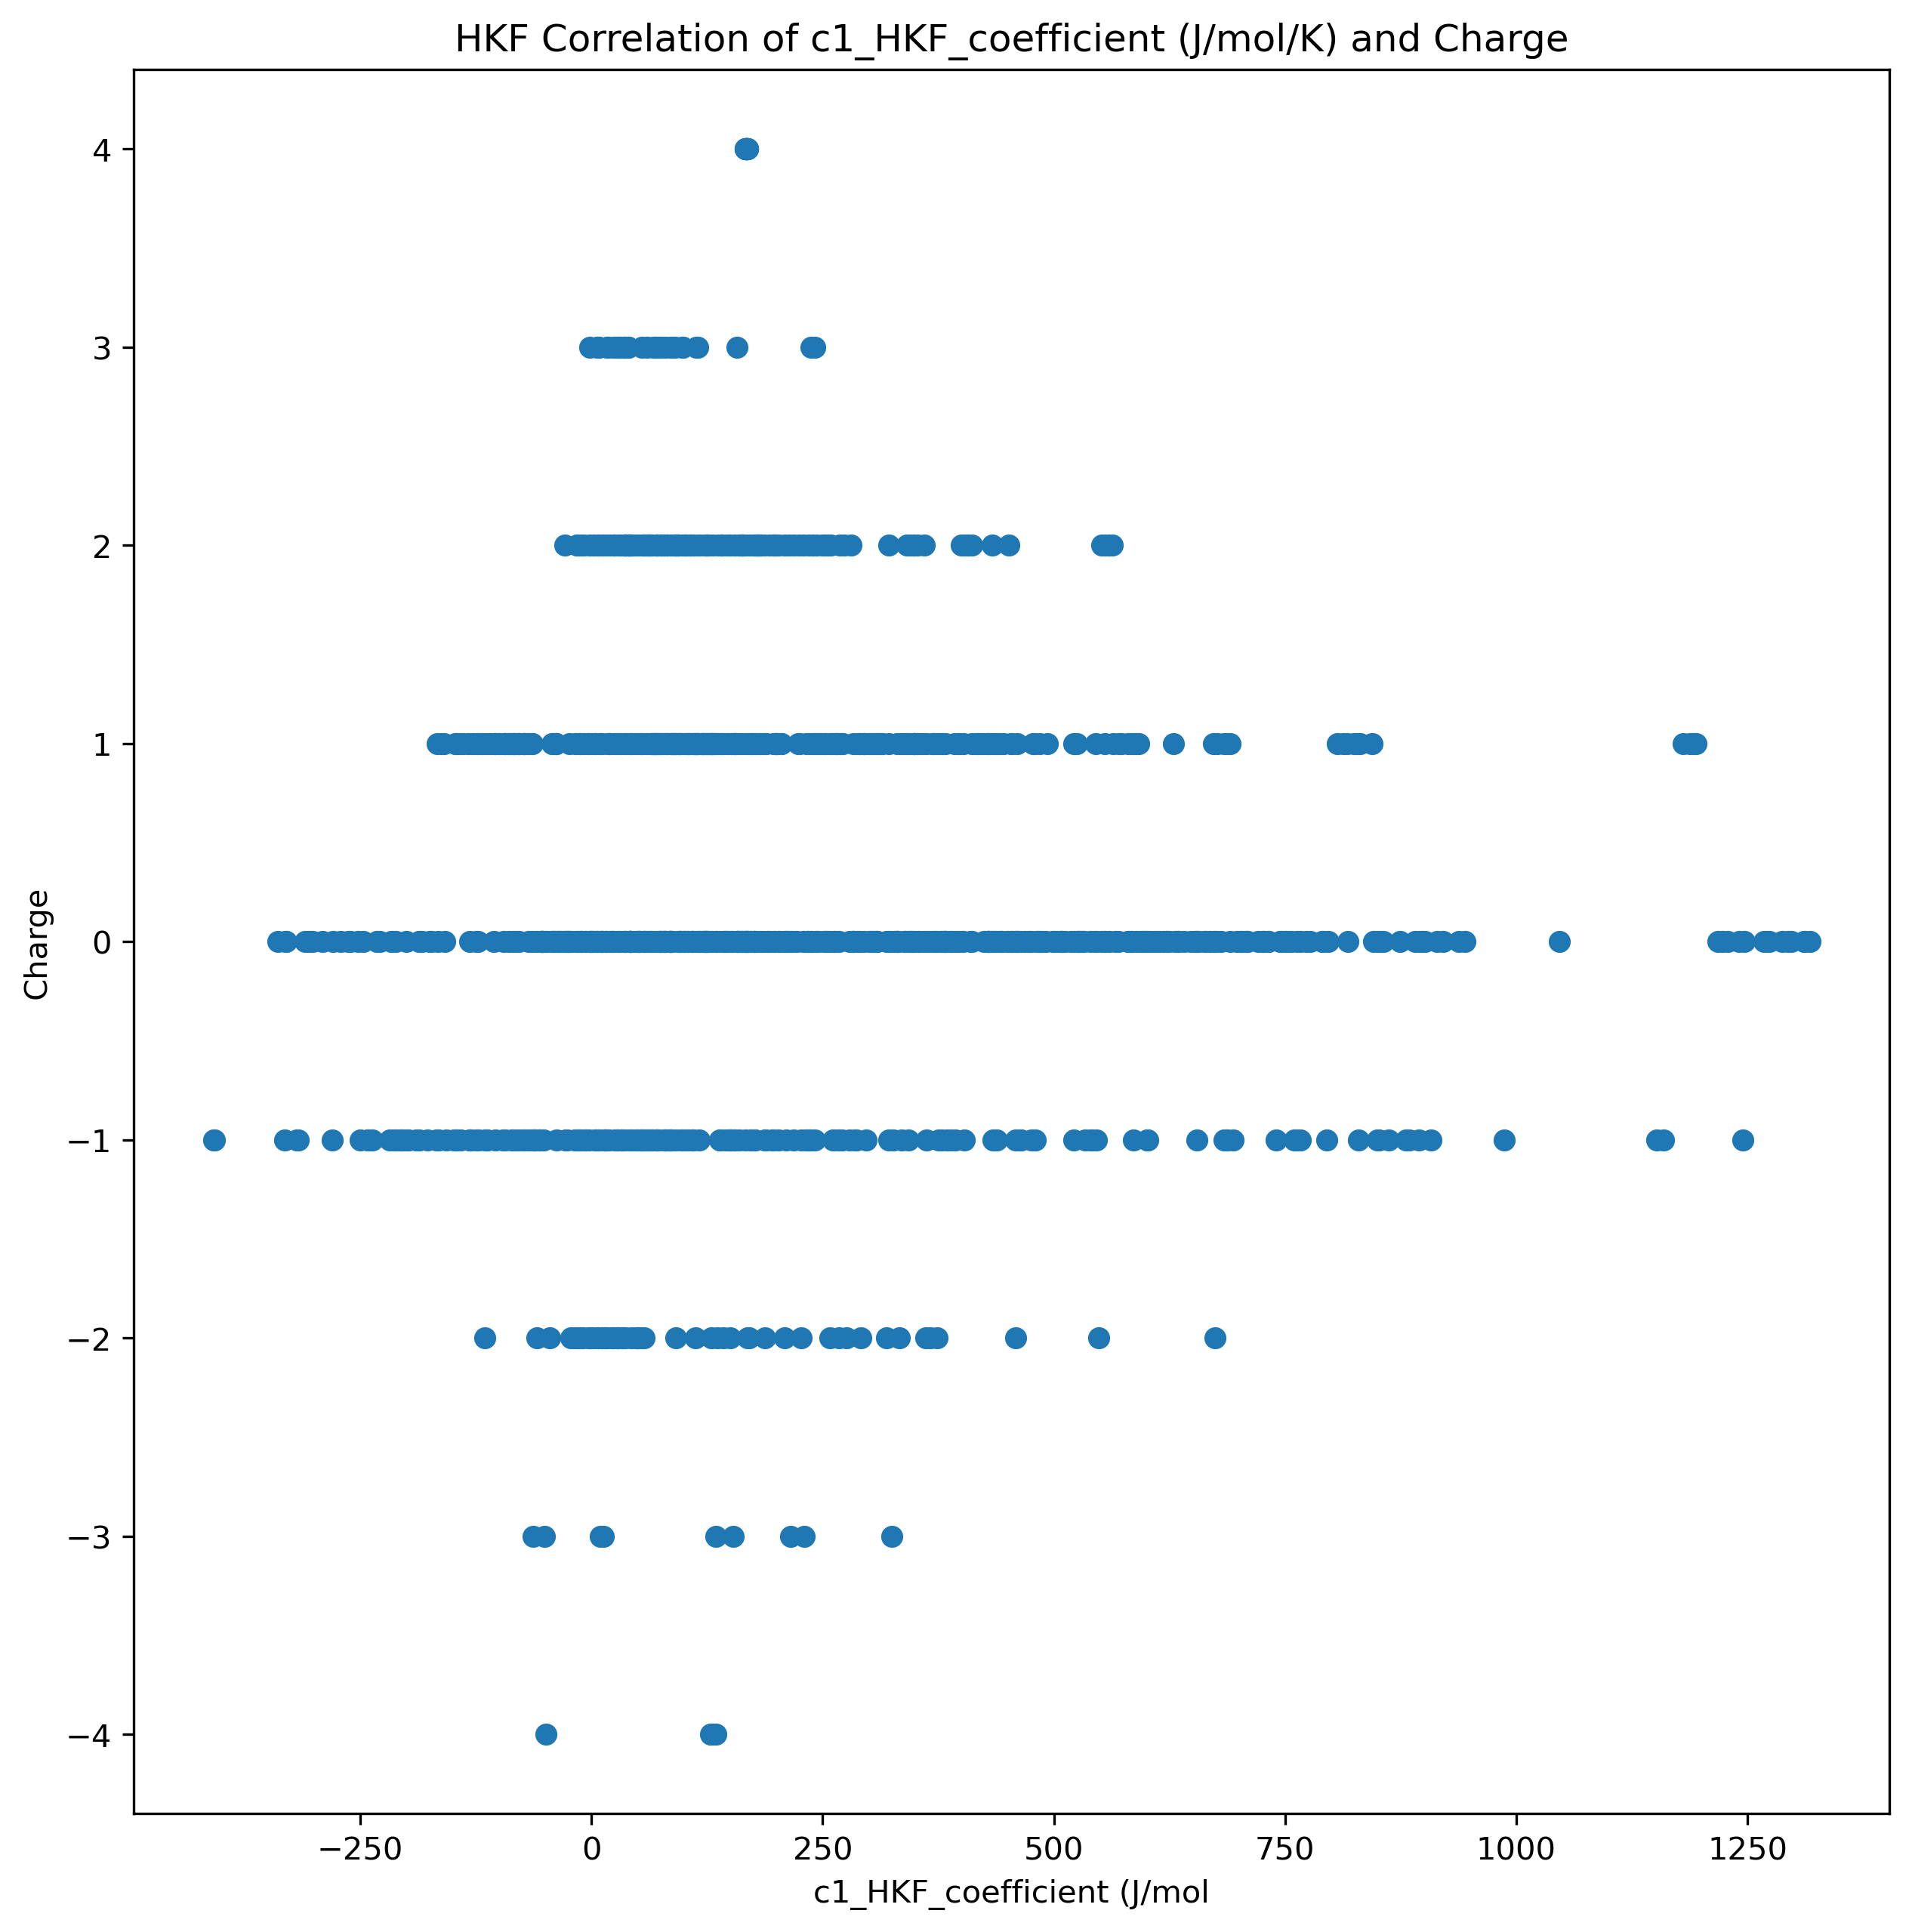 HKF Correlation of c1_HKF_coefficient (J/mol/K) and Charge
4
3
2
1
0
−1
−2
−3
−4
Charge
−250 0 250 500 750 1000 1250
c1_HKF_coefficient (J/mol